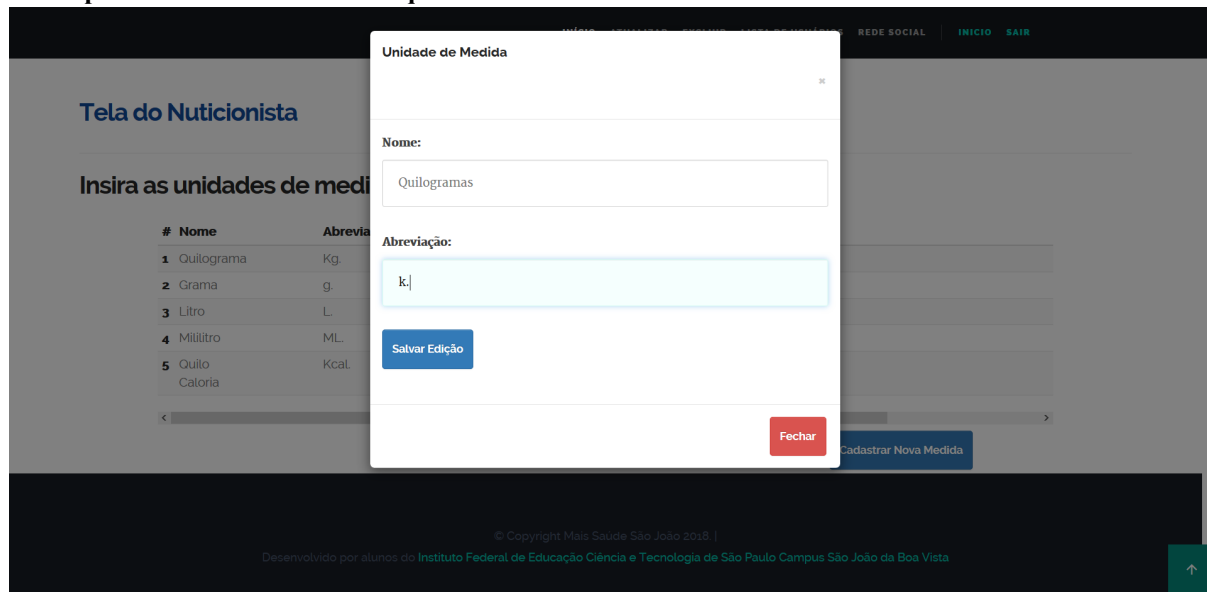 REDE SOCIAL INICIO SAIR
Unidade de Medida
×
Tela do Nuticionista
Nome:
Insira as unidades de medi
Quilogramas
# Nome Abrevia
Abreviação:
1 Quilograma Kg.
k.
2 Grama g.
3 Litro L.
4 Mililitro ML.
Salvar Edição
5 Quilo Kcal.
Caloria
Fechar
Cadastrar Nova Medida
© Copyright Mais Saúde São João 2018. |
Desenvolvido por alunos do Instituto Federal de Educação Ciência e Tecnologia de São Paulo Campus São João da Boa Vista